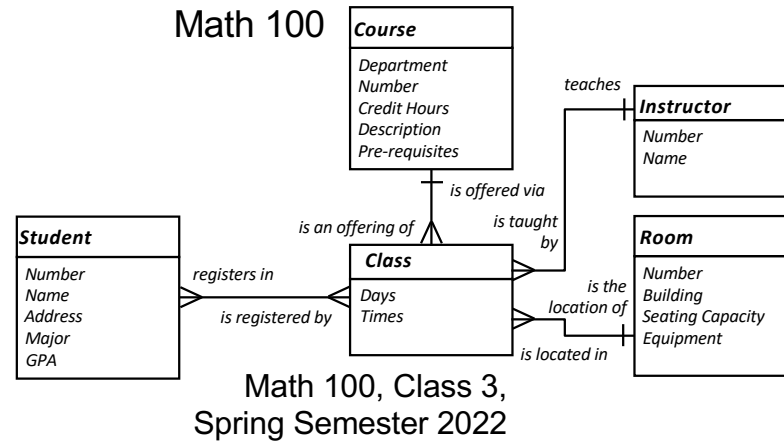 Math 100
Course
Department
Number
Credit Hours
Description
Pre-requisites
teaches
Instructor
Number
Name
is offered via
is an offering of
is taught
by
Student
Number
Name
Address
Major
GPA
registers in
is registered by
Class
Days
Times
Room
Number
Building
Seating Capacity
Equipment
is the
location of
is located in
Math 100, Class 3,
Spring Semester 2022